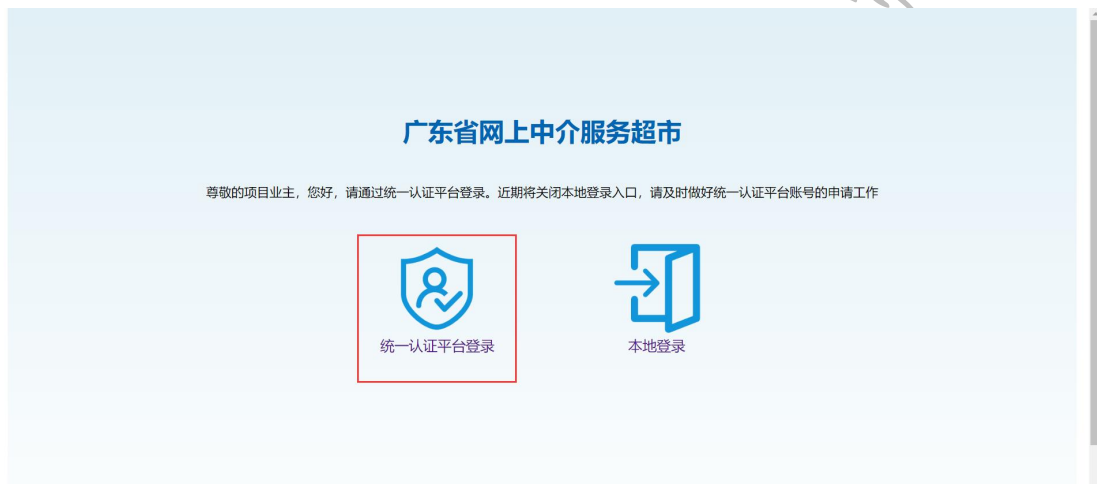 广东省网上中介服务超市
尊敬的项目业主，您好，请通过统一认证平台登录。近期将关闭本地登录入口，请及时做好统一认证平台账号的申请工作
统一认证平台登录
本地登录